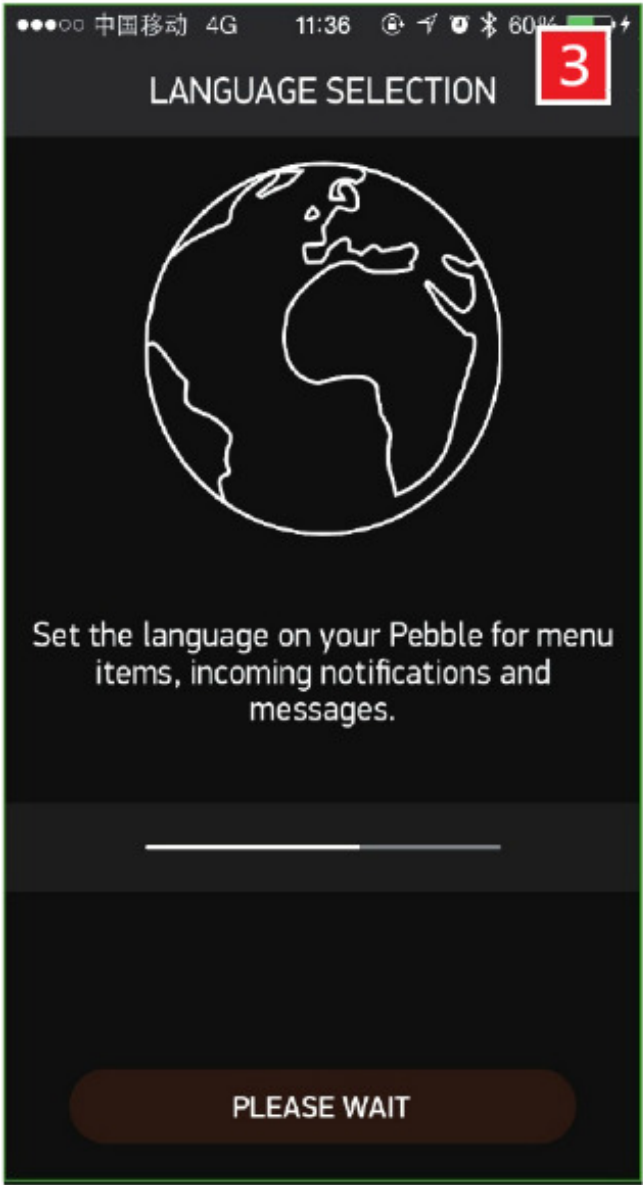 中国移动 4G 11:36 60%
3
LANGUAGE SELECTION
Set the language on your Pebble for menu
items, incoming notifications and
messages.
PLEASE WAIT